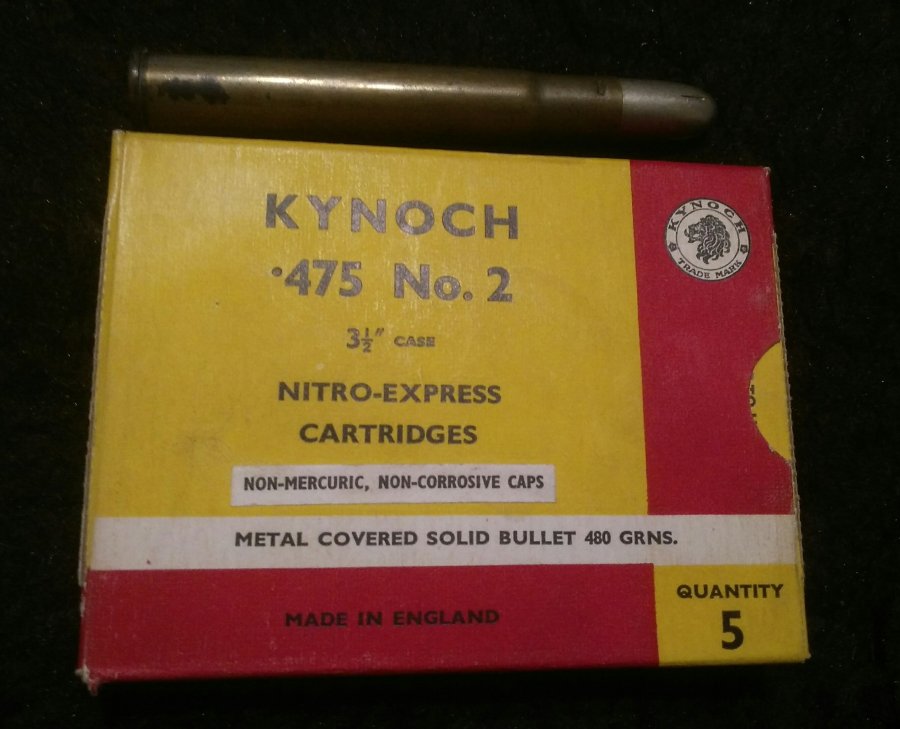 KYNOCH
·475 No. 2
3½" CASE
NITRO-EXPRESS
CARTRIDGES
NON-MERCURIC, NON-CORROSIVE CAPS
METAL COVERED SOLID BULLET 480 GRNS.
MADE IN ENGLAND
QUANTITY
5
KYNOCH
TRADE MARK